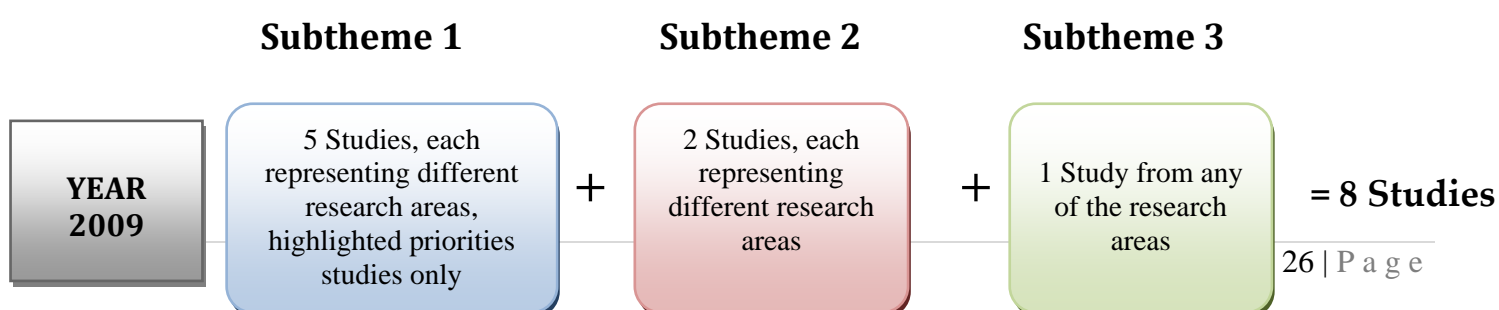 Subtheme 1
Subtheme 2
Subtheme 3
YEAR
2009
5 Studies, each
representing different
research areas,
highlighted priorities
studies only
+
2 Studies, each
representing
different research
areas
+
1 Study from any
of the research
areas
= 8 Studies
26 | P a g e